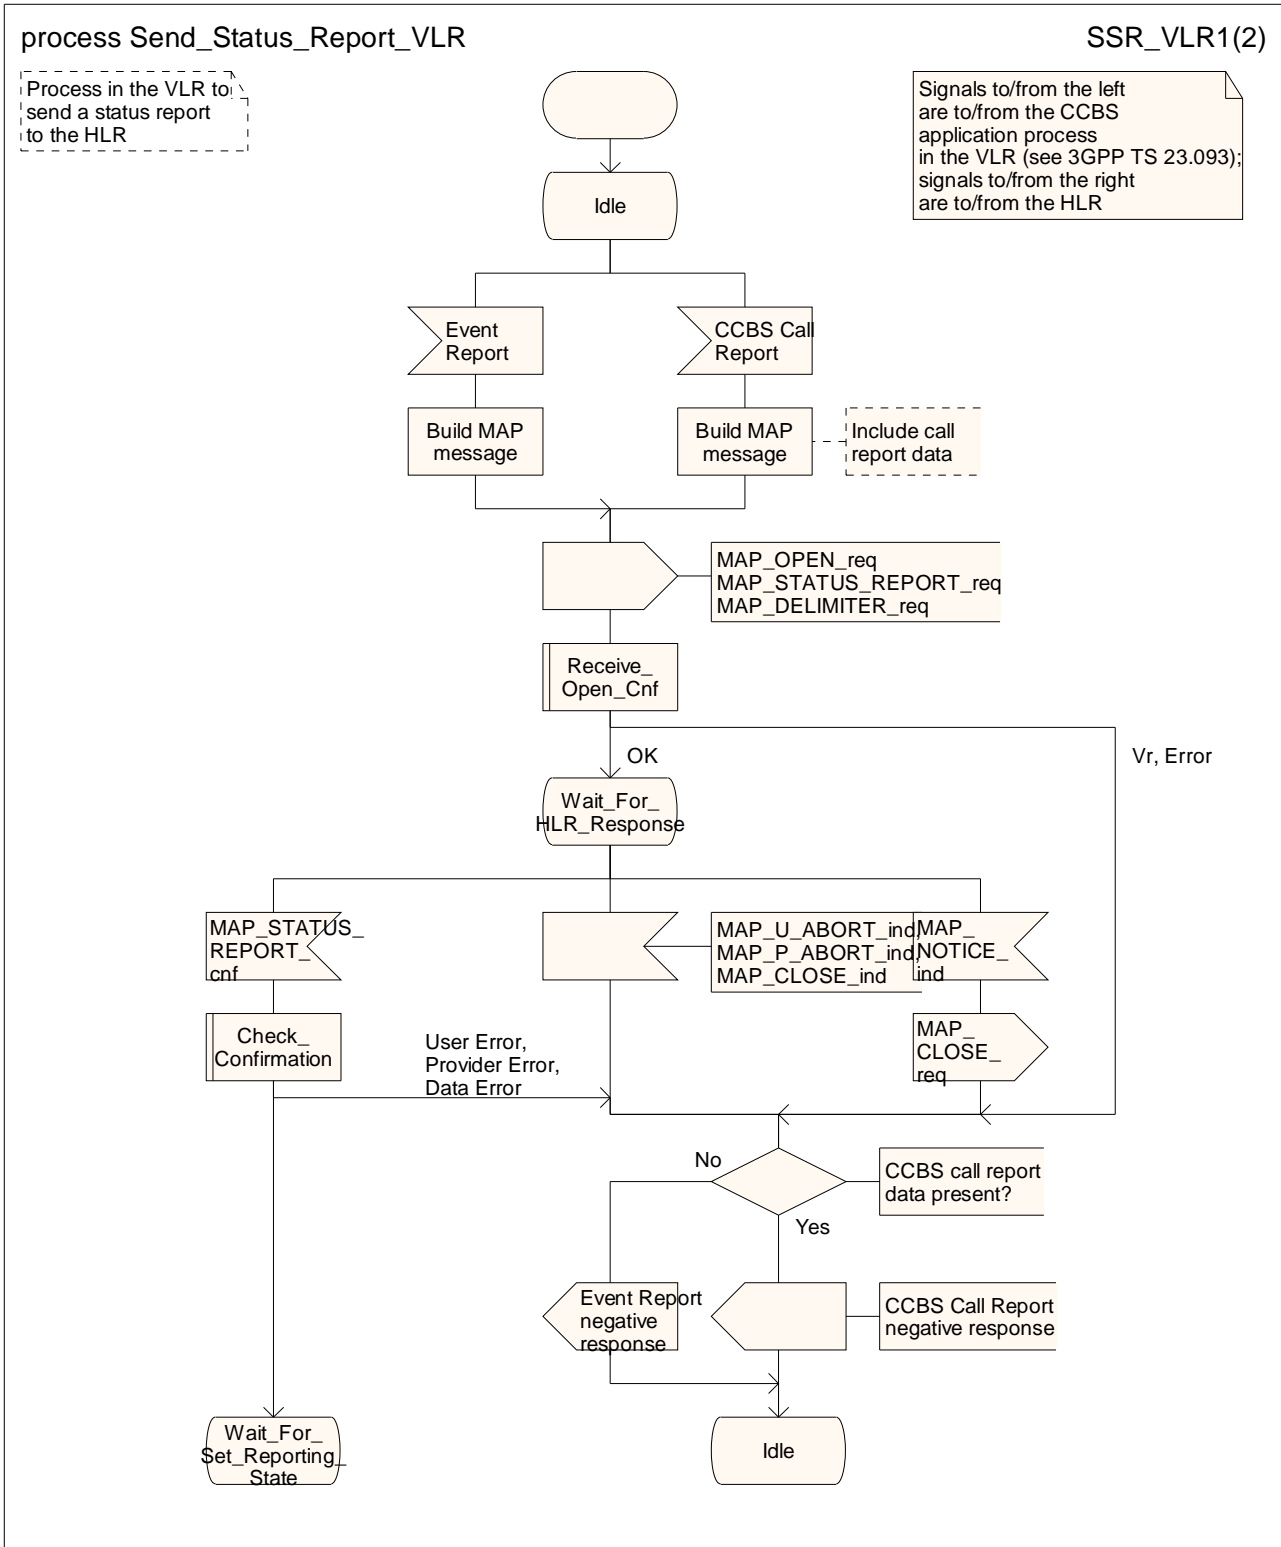 process Send_Status_Report_VLR
SSR_VLR1(2)
Process in the VLR to
send a status report
to the HLR
Signals to/from the left
are to/from the CCBS
application process
in the VLR (see 3GPP TS 23.093);
signals to/from the right
are to/from the HLR
Idle
Event
Report
CCBS Call
Report
Build MAP
message
Build MAP
message
Include call
report data
MAP_OPEN_req
MAP_STATUS_REPORT_req
MAP_DELIMITER_req
Receive_
Open_Cnf
OK
Vr, Error
Wait_For_
HLR_Response
MAP_STATUS_
REPORT_
cnf
MAP_U_ABORT_ind,
MAP_P_ABORT_ind,
MAP_CLOSE_ind
MAP_
NOTICE_
ind
Check_
Confirmation
User Error,
Provider Error,
Data Error
MAP_
CLOSE_
req
No
CCBS call report
data present?
Yes
Event Report
negative
response
CCBS Call Report
negative response
Wait_For_
Set_Reporting_
State
Idle